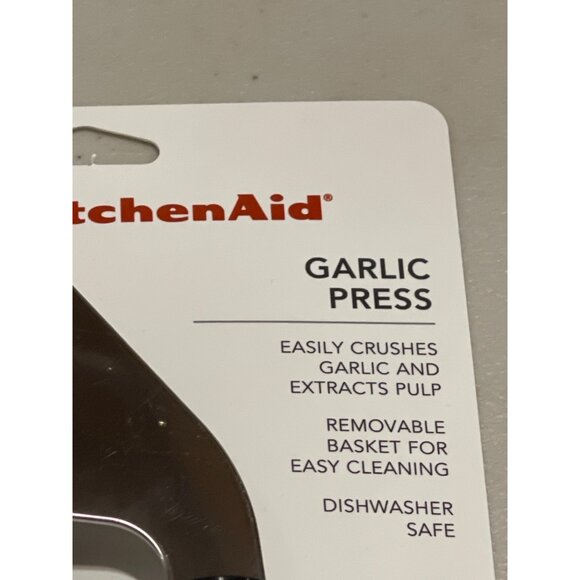 tchenAid®
GARLIC
PRESS
EASILY CRUSHES
GARLIC AND
EXTRACTS PULP
REMOVABLE
BASKET FOR
EASY CLEANING
DISHWASHER
SAFE